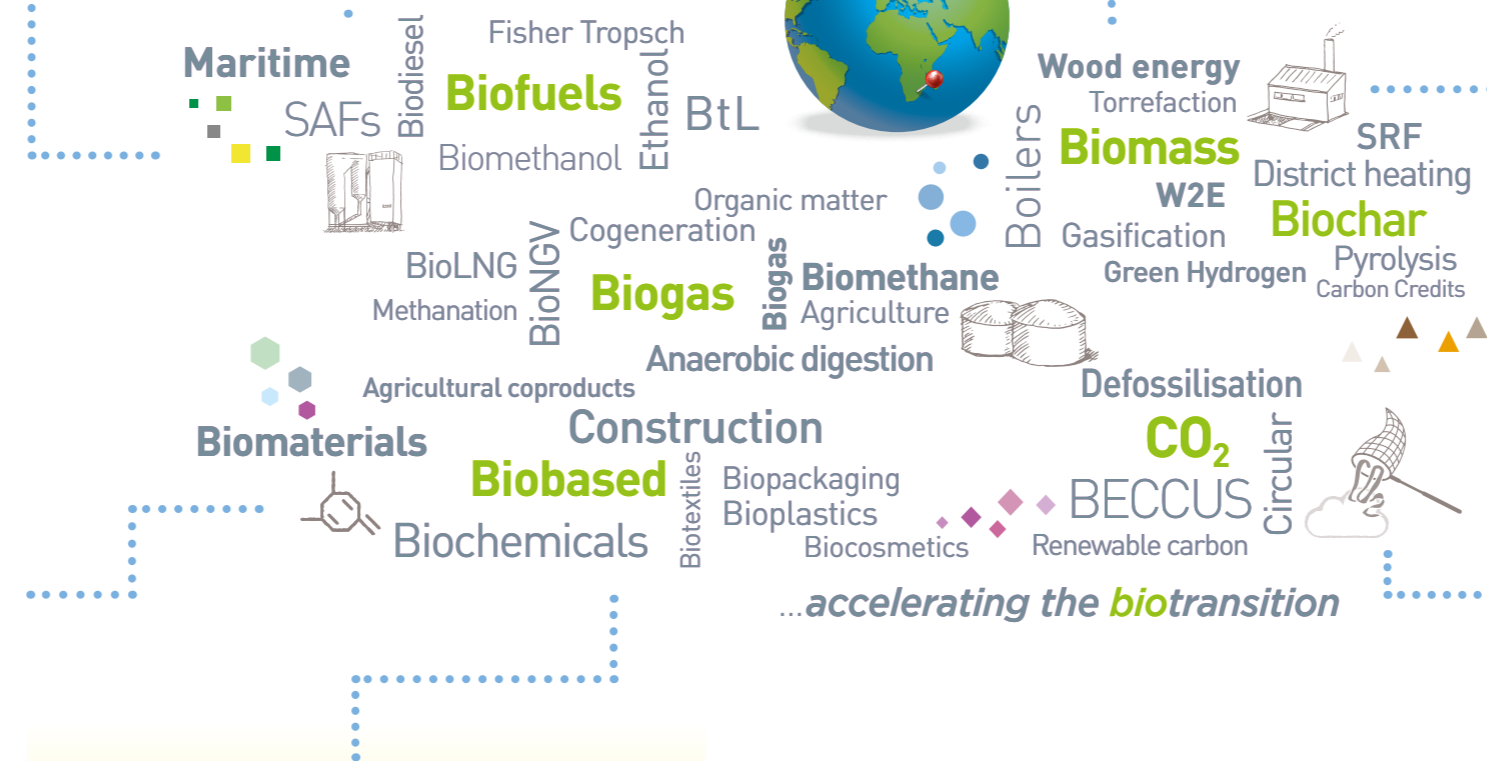 Maritime
SAFs
Biodiesel
Fisher Tropsch
Biofuels
Ethanol
BtL
Biomethanol
Wood energy
Torrefaction
Boilers
Biomass
SRF
District heating
W2E
Biochar
Gasification
Pyrolysis
Green Hydrogen
Carbon Credits
Organic matter
Cogeneration
BioLNG
BioNGV
Methanation
Biogas
Biogas
Biomethane
Agriculture
Anaerobic digestion
Agricultural coproducts
Biomaterials
Construction
Biobased
Biotextiles
Biopackaging
Bioplastics
Biochemicals
Biocosmetics
Defossilisation
CO₂
Circular
BECCUS
Renewable carbon
...accelerating the biotransition